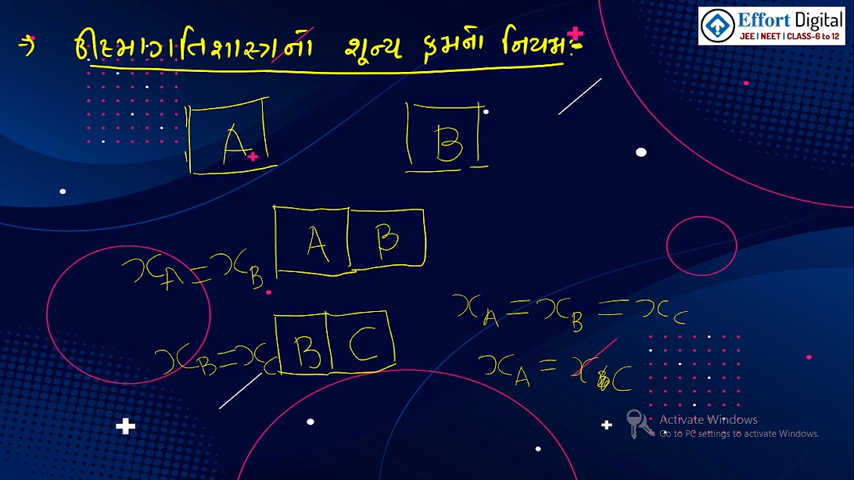 Effort Digital
JEE | NEET | CLASS-6 to 12
→ ઉષ્માગતિશાસ્ત્રનો શૂન્ય ક્રમનો નિયમ:-
A B
A B
xA = xB
xA = xB = xC
B C
xB = xC
xA = xC
Activate Windows
Go to PC settings to activate Windows.